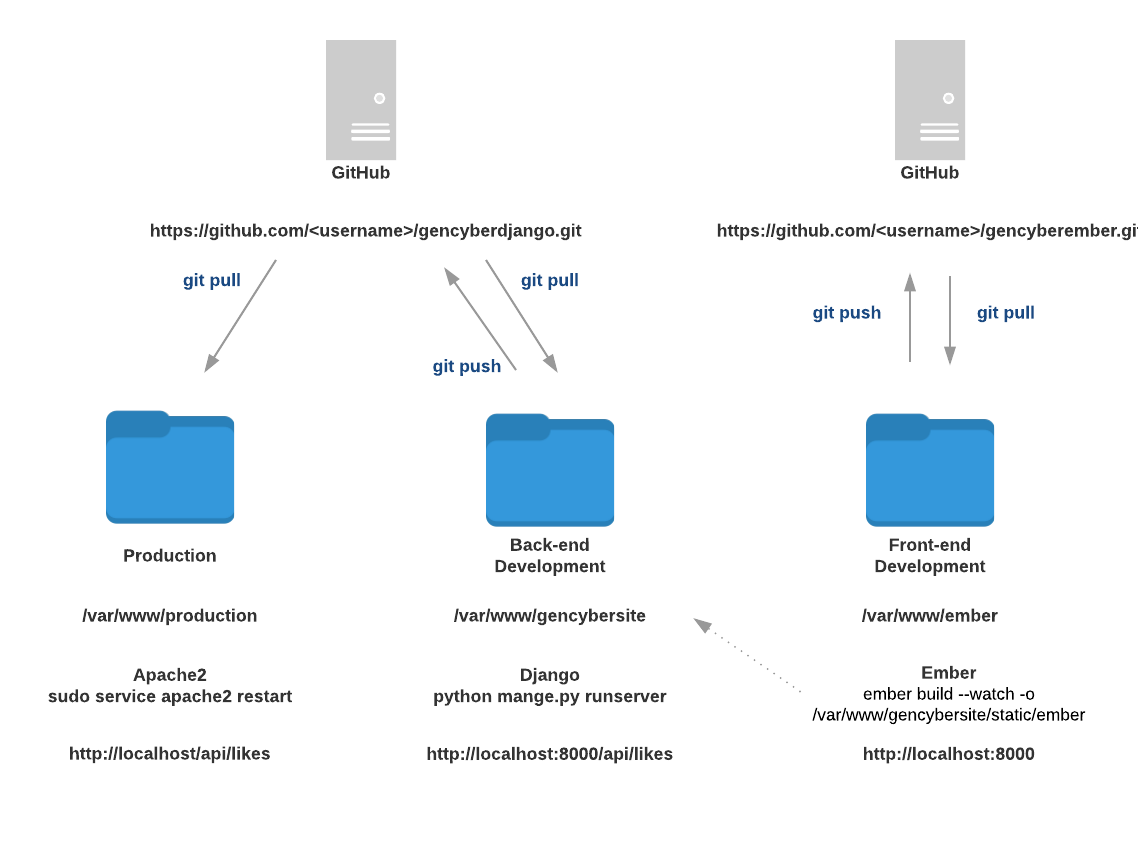 GitHub
GitHub
https://github.com/<username>/gencyberdjango.git
https://github.com/<username>/gencyberember.git
git pull
git pull
git push
git push
git pull
Production
Back-end
Development
Front-end
Development
/var/www/production
/var/www/gencybersite
/var/www/ember
Apache2
sudo service apache2 restart
Django
python mange.py runserver
Ember
ember build --watch -o
/var/www/gencybersite/static/ember
http://localhost/api/likes
http://localhost:8000/api/likes
http://localhost:8000